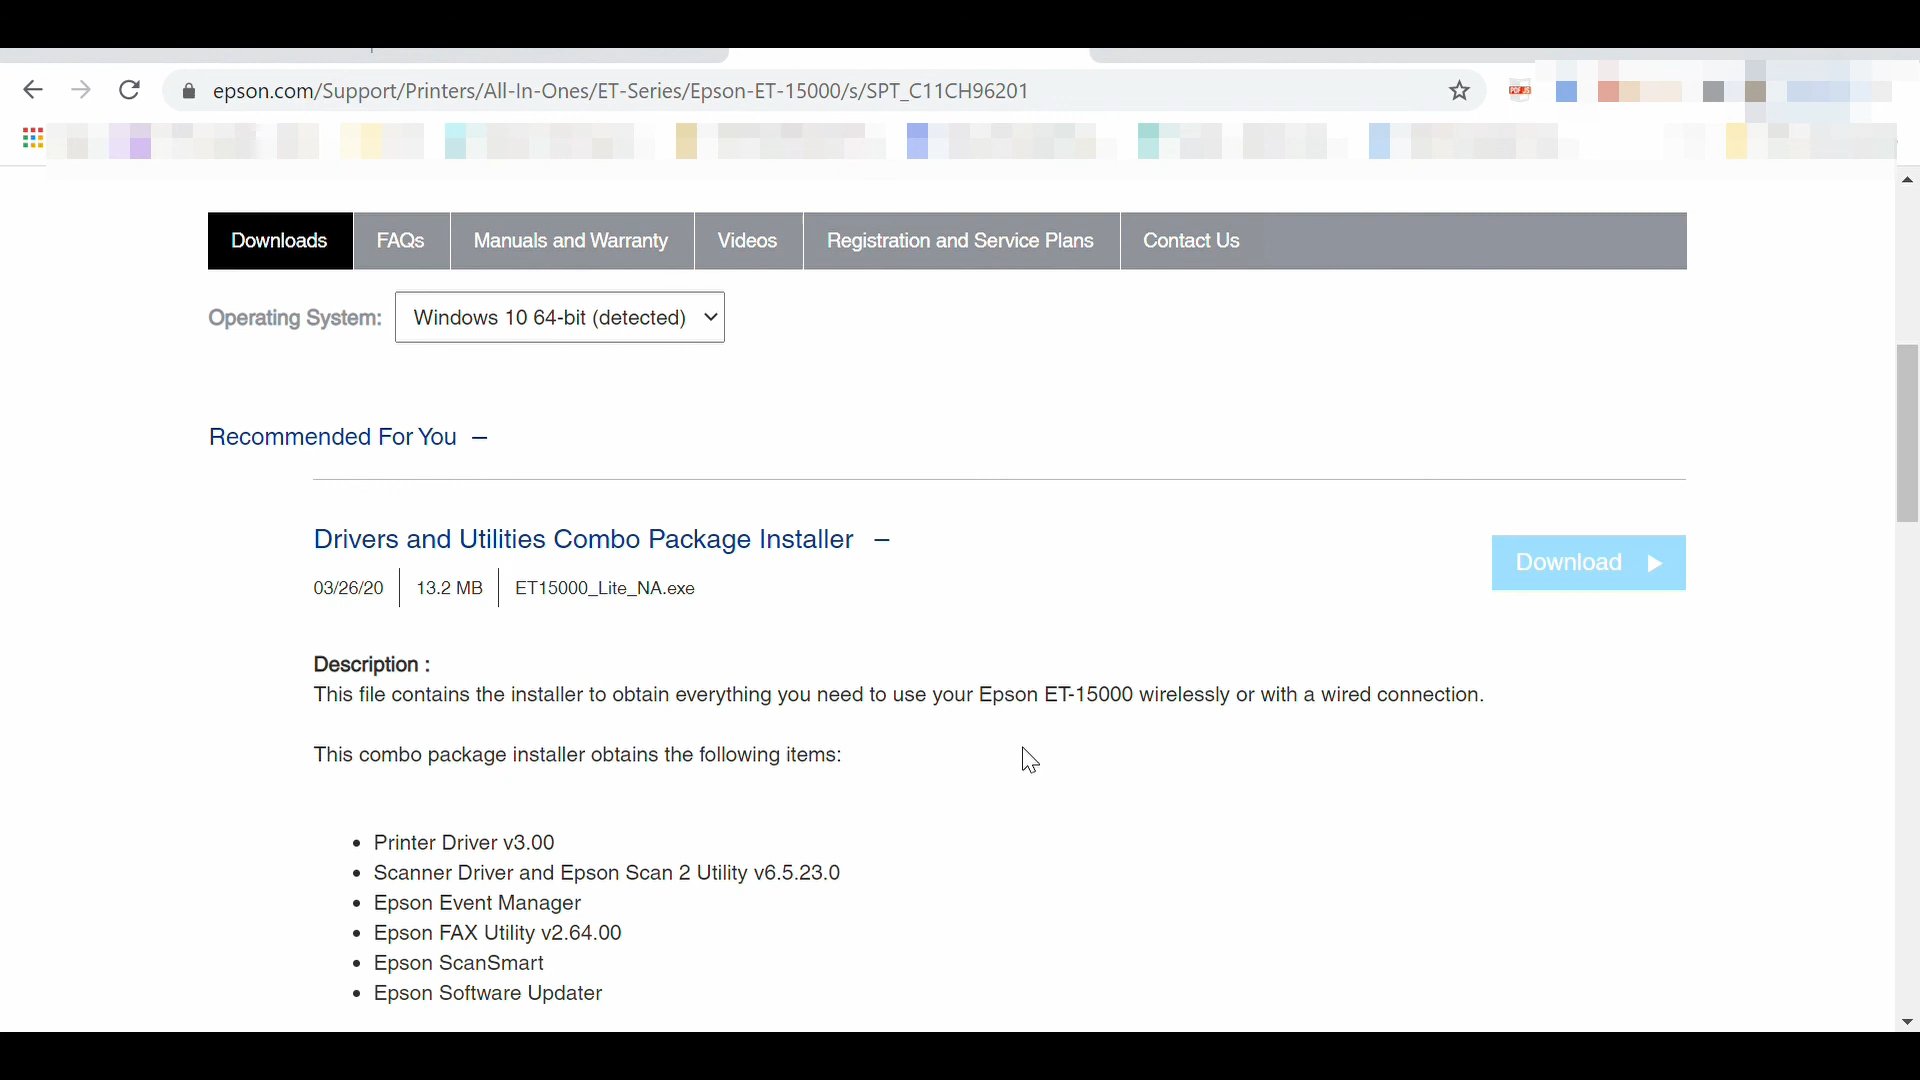 epson.com/Support/Printers/All-In-Ones/ET-Series/Epson-ET-15000/s/SPT_C11CH96201
Downloads FAQs Manuals and Warranty Videos Registration and Service Plans Contact Us
Operating System: Windows 10 64-bit (detected)
Recommended For You –
Drivers and Utilities Combo Package Installer –
Download
03/26/20 13.2 MB ET15000_Lite_NA.exe
Description :
This file contains the installer to obtain everything you need to use your Epson ET-15000 wirelessly or with a wired connection.
This combo package installer obtains the following items:
• Printer Driver v3.00
• Scanner Driver and Epson Scan 2 Utility v6.5.23.0
• Epson Event Manager
• Epson FAX Utility v2.64.00
• Epson ScanSmart
• Epson Software Updater